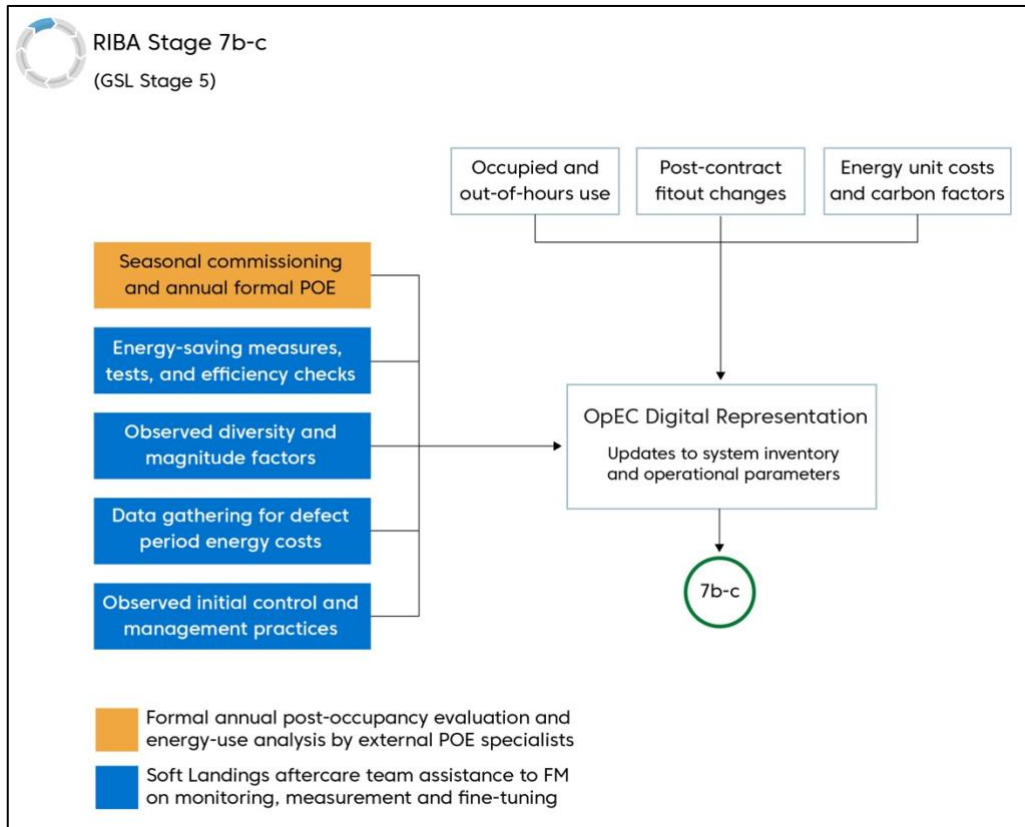 RIBA Stage 7b-c
(GSL Stage 5)
Occupied and
out-of-hours use
Post-contract
fitout changes
Energy unit costs
and carbon factors
Seasonal commissioning
and annual formal POE
Energy-saving measures,
tests, and efficiency checks
Observed diversity and
magnitude factors
Data gathering for defect
period energy costs
Observed initial control and
management practices
OpEC Digital Representation
Updates to system inventory
and operational parameters
7b-c
Formal annual post-occupancy evaluation and
energy-use analysis by external POE specialists
Soft Landings aftercare team assistance to FM
on monitoring, measurement and fine-tuning